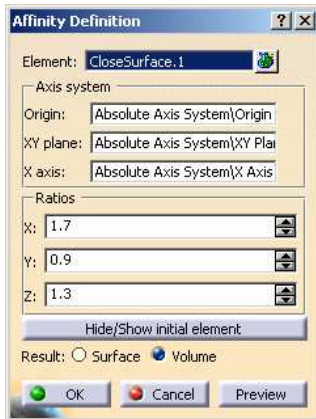 Affinity Definition
Element: CloseSurface.1
Axis system
Origin: Absolute Axis System\Origin
XY plane: Absolute Axis System\XY Pla
X axis: Absolute Axis System\X Axis
Ratios
X: 1.7
Y: 0.9
Z: 1.3
Hide/Show initial element
Result: Surface Volume
OK Cancel Preview